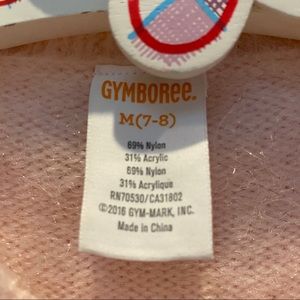 GYMBOREE.
M(7-8)
69% Nylon
31% Acrylic
69% Nylon
31% Acrylique
RN70530/CA31802
©2016 GYM-MARK, INC.
Made in China